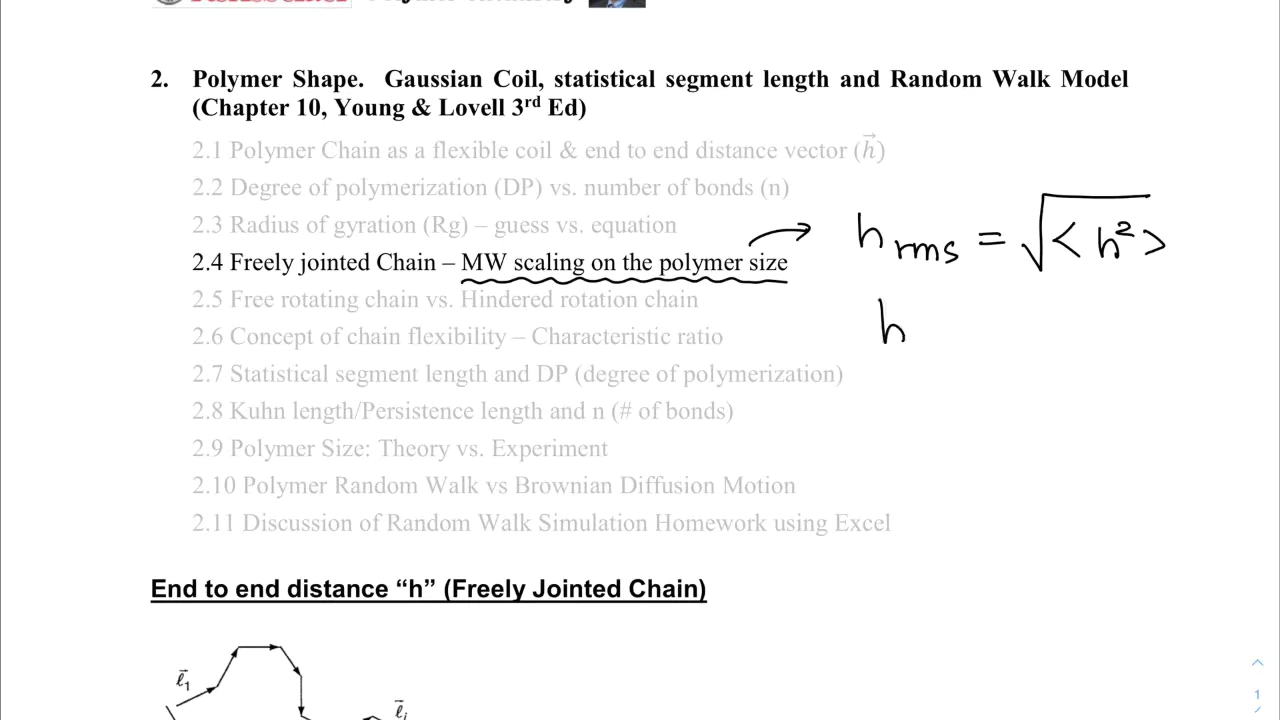 2. Polymer Shape. Gaussian Coil, statistical segment length and Random Walk Model
(Chapter 10, Young & Lovell 3rd Ed)
2.1 Polymer Chain as a flexible coil & end to end distance vector (h⃗)
2.2 Degree of polymerization (DP) vs. number of bonds (n)
2.3 Radius of gyration (Rg) – guess vs. equation
2.4 Freely jointed Chain – MW scaling on the polymer size
h rms = √<h²>
2.5 Free rotating chain vs. Hindered rotation chain
h
2.6 Concept of chain flexibility – Characteristic ratio
2.7 Statistical segment length and DP (degree of polymerization)
2.8 Kuhn length/Persistence length and n (# of bonds)
2.9 Polymer Size: Theory vs. Experiment
2.10 Polymer Random Walk vs Brownian Diffusion Motion
2.11 Discussion of Random Walk Simulation Homework using Excel
End to end distance “h” (Freely Jointed Chain)
ℓ⃗₁
ℓ⃗ᵢ
1